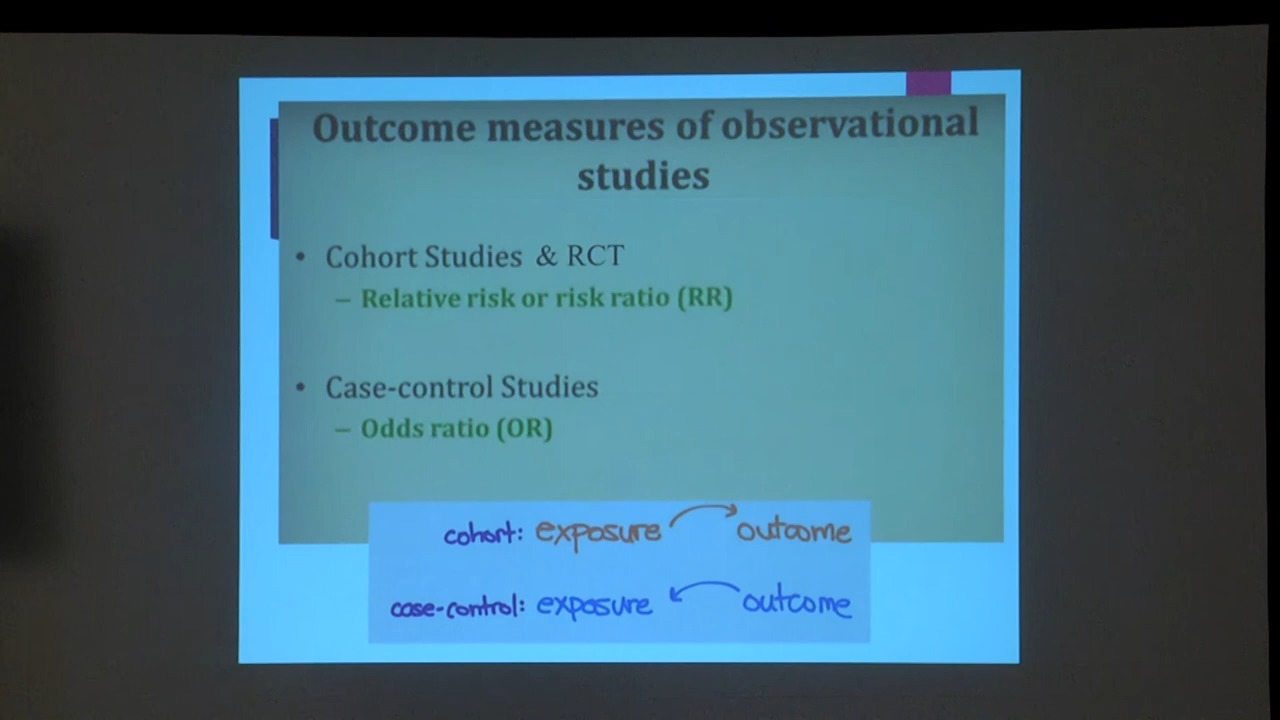 Outcome measures of observational
studies
• Cohort Studies & RCT
– Relative risk or risk ratio (RR)
• Case-control Studies
– Odds ratio (OR)
cohort: exposure outcome
case-control: exposure outcome